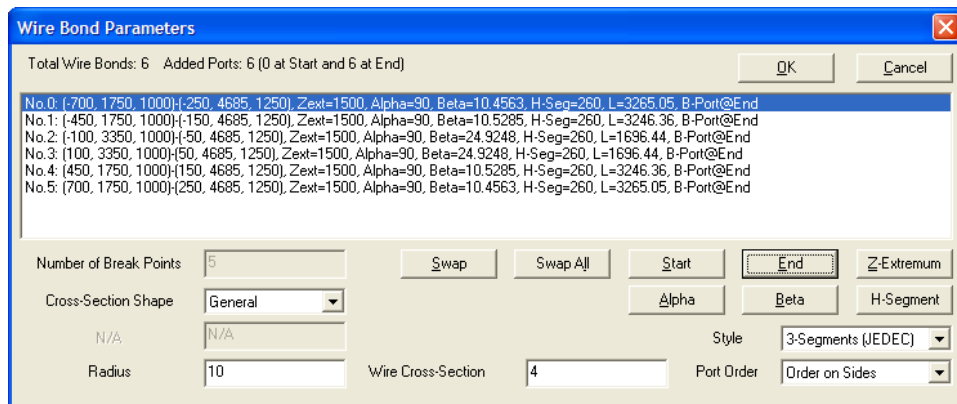 Wire Bond Parameters
Total Wire Bonds: 6 Added Ports: 6 (0 at Start and 6 at End)
OK Cancel
No.0: (-700, 1750, 1000)-(-250, 4685, 1250), Zext=1500, Alpha=90, Beta=10.4563, H-Seg=260, L=3265.05, B-Port@End
No.1: (-450, 1750, 1000)-(-150, 4685, 1250), Zext=1500, Alpha=90, Beta=10.5285, H-Seg=260, L=3246.36, B-Port@End
No.2: (-100, 3350, 1000)-(-50, 4685, 1250), Zext=1500, Alpha=90, Beta=24.9248, H-Seg=260, L=1696.44, B-Port@End
No.3: (100, 3350, 1000)-(50, 4685, 1250), Zext=1500, Alpha=90, Beta=24.9248, H-Seg=260, L=1696.44, B-Port@End
No.4: (450, 1750, 1000)-(150, 4685, 1250), Zext=1500, Alpha=90, Beta=10.5285, H-Seg=260, L=3246.36, B-Port@End
No.5: (700, 1750, 1000)-(250, 4685, 1250), Zext=1500, Alpha=90, Beta=10.4563, H-Seg=260, L=3265.05, B-Port@End
Number of Break Points 5 Swap Swap All Start End Z-Extremum
Cross-Section Shape General Alpha Beta H-Segment
N/A N/A Style 3-Segments (JEDEC)
Radius 10 Wire Cross-Section 4 Port Order Order on Sides